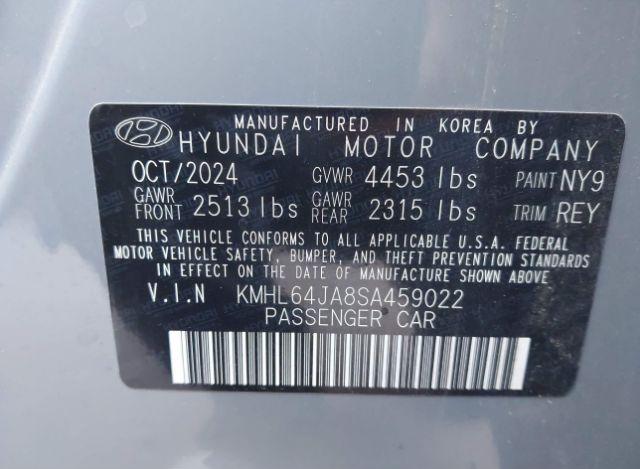 MANUFACTURED IN KOREA BY
HYUNDAI MOTOR COMPANY
OCT/2024 GVWR 4453 lbs PAINT NY9
GAWR FRONT 2513 lbs GAWR REAR 2315 lbs TRIM REY
THIS VEHICLE CONFORMS TO ALL APPLICABLE U.S.A. FEDERAL
MOTOR VEHICLE SAFETY, BUMPER, AND THEFT PREVENTION STANDARDS
IN EFFECT ON THE DATE OF MANUFACTURE SHOWN ABOVE
V.I.N KMHL64JA8SA459022
PASSENGER CAR